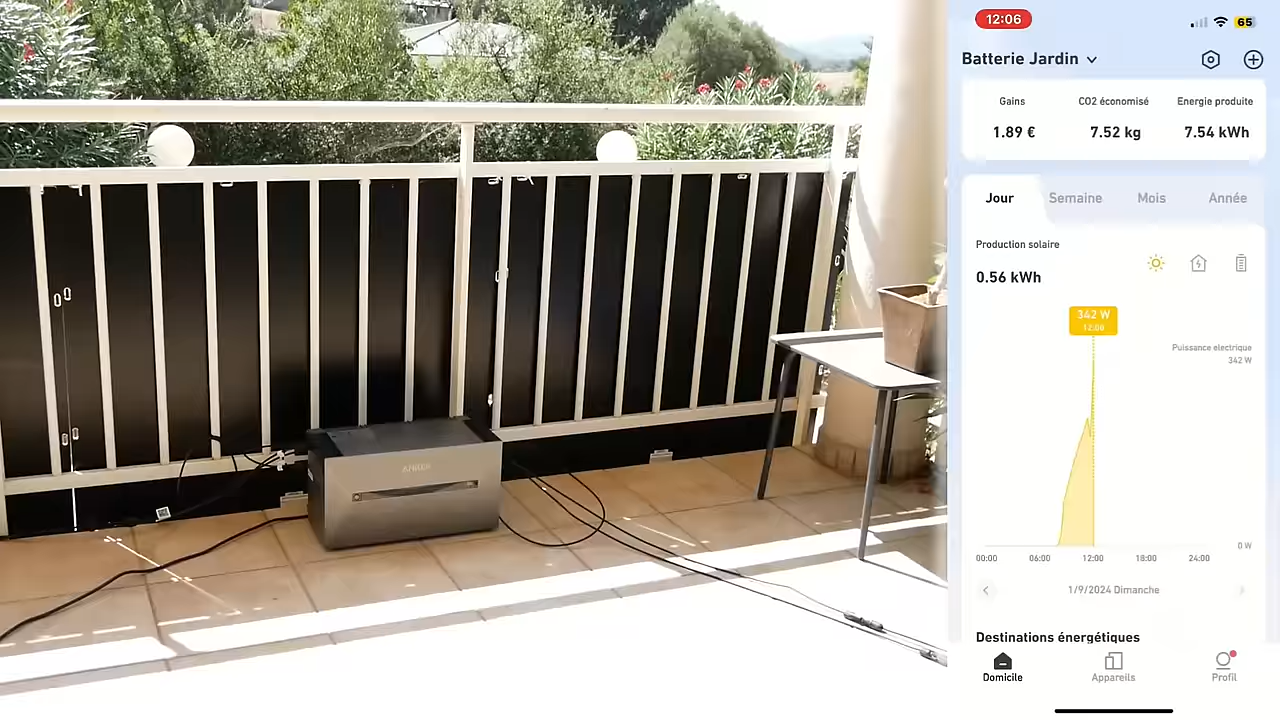 ANKER
12:06
65
Batterie Jardin
Gains
CO2 économisé
Energie produite
1.89 €
7.52 kg
7.54 kWh
Jour
Semaine
Mois
Année
Production solaire
0.56 kWh
342 W
12:00
Puissance electrique
342 W
0 W
00:00
06:00
12:00
18:00
24:00
1/9/2024 Dimanche
Destinations énergétiques
Domicile
Appareils
Profil